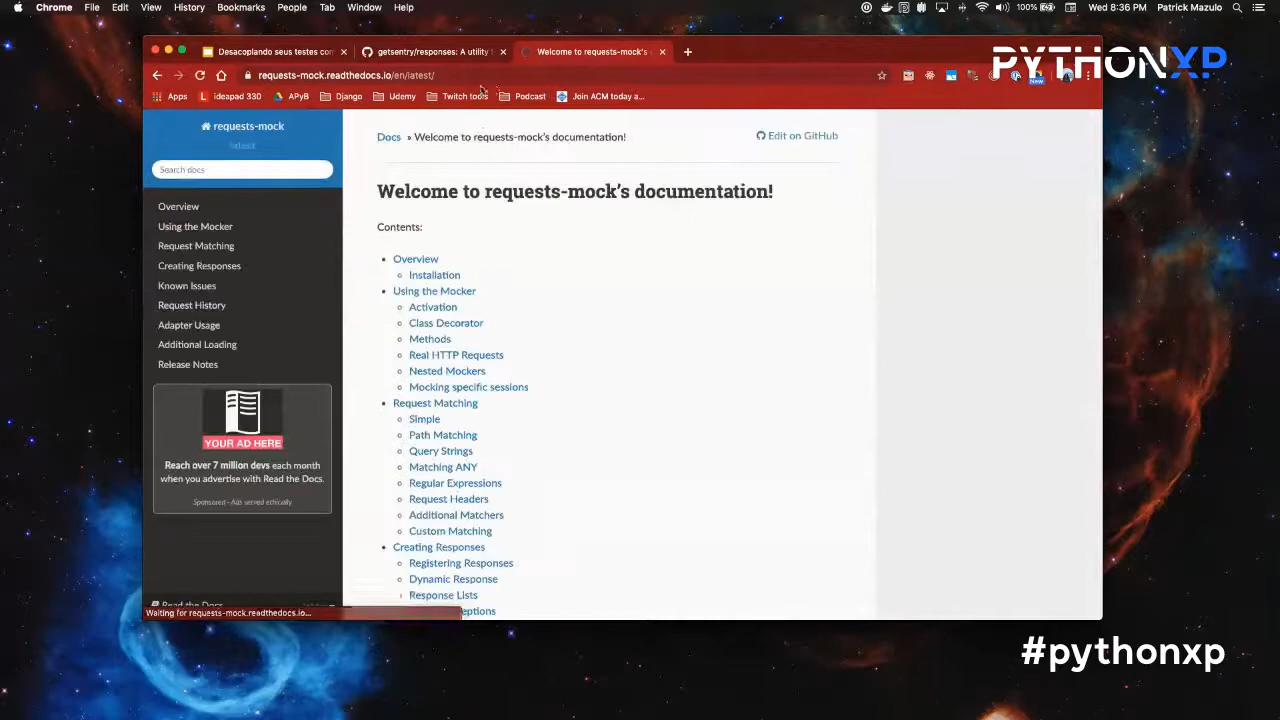 Chrome File Edit View History Bookmarks People Tab Window Help 100% Wed 8:36 PM Patrick Mazulo
Desacoplando seus testes com
getsentry/responses: A utility t
Welcome to requests-mock's
PYTHONXP
requests-mock.readthedocs.io/en/latest/
New
Apps ideapad 330 APyB Django Udemy Twitch tools Podcast Join ACM today a...
requests-mock
latest
Search docs
Overview
Using the Mocker
Request Matching
Creating Responses
Known Issues
Request History
Adapter Usage
Additional Loading
Release Notes
YOUR AD HERE
Reach over 7 million devs each month
when you advertise with Read the Docs.
Sponsored · Ads served ethically
Read the Docs
Waiting for requests-mock.readthedocs.io...
Docs » Welcome to requests-mock's documentation!
Edit on GitHub
Welcome to requests-mock's documentation!
Contents:
Overview
Installation
Using the Mocker
Activation
Class Decorator
Methods
Real HTTP Requests
Nested Mockers
Mocking specific sessions
Request Matching
Simple
Path Matching
Query Strings
Matching ANY
Regular Expressions
Request Headers
Additional Matchers
Custom Matching
Creating Responses
Registering Responses
Dynamic Response
Response Lists
eptions
#pythonxp